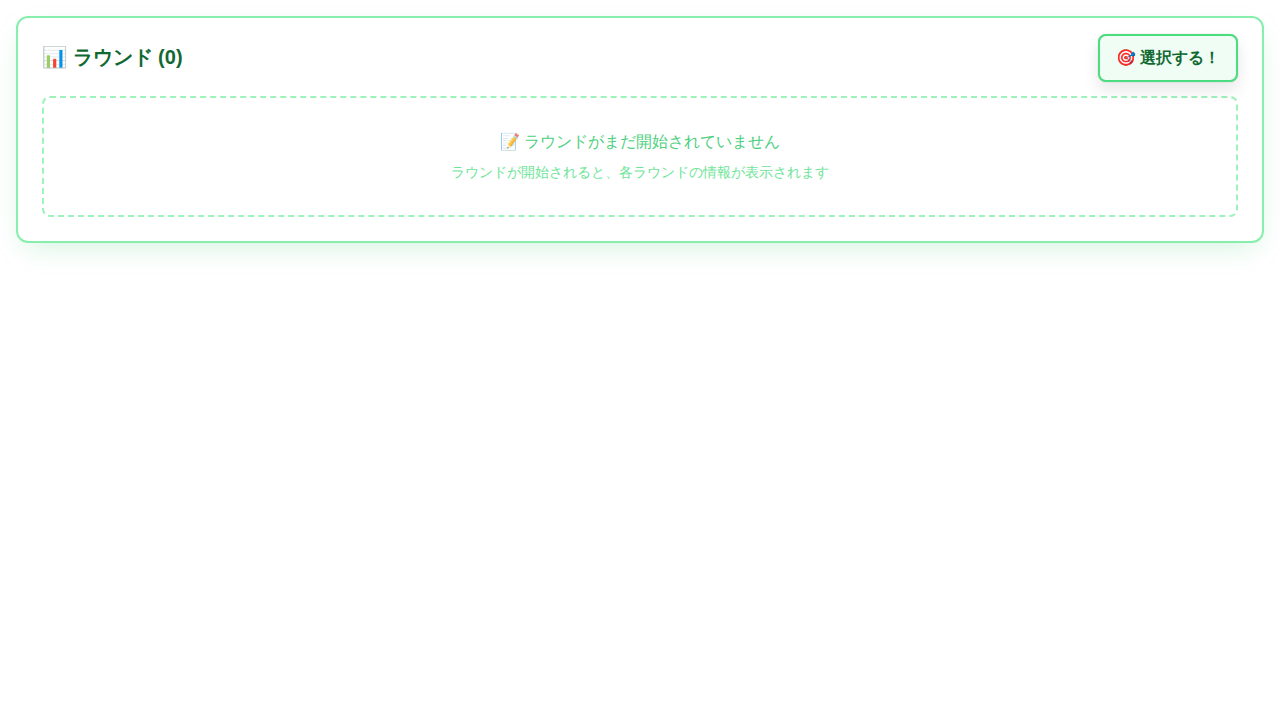 📊 ラウンド (0)
🎯 選択する！
📝 ラウンドがまだ開始されていません
ラウンドが開始されると、各ラウンドの情報が表示されます